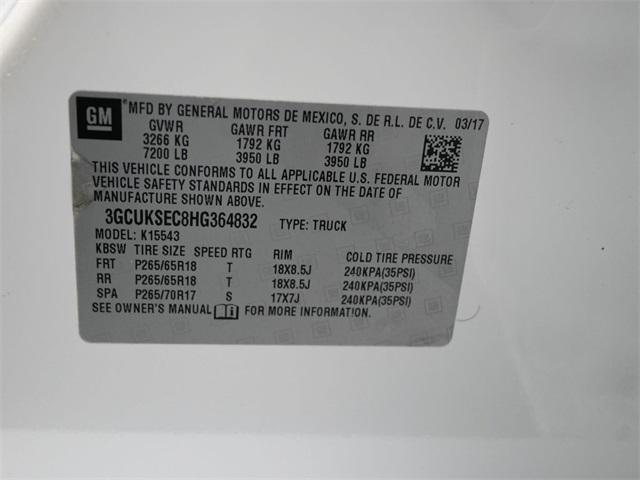 GM ®MFD BY GENERAL MOTORS DE MEXICO, S. DE R.L. DE C.V. 03/17
GVWR GAWR FRT GAWR RR
3266 KG 1792 KG 1792 KG
7200 LB 3950 LB 3950 LB
THIS VEHICLE CONFORMS TO ALL APPLICABLE U.S. FEDERAL MOTOR
VEHICLE SAFETY STANDARDS IN EFFECT ON THE DATE OF
MANUFACTURE SHOWN ABOVE.
3GCUKSEC8HG364832 TYPE: TRUCK
MODEL: K15543
KBSW TIRE SIZE SPEED RTG RIM COLD TIRE PRESSURE
FRT P265/65R18 T 18X8.5J 240KPA(35PSI)
RR P265/65R18 T 18X8.5J 240KPA(35PSI)
SPA P265/70R17 S 17X7J 240KPA(35PSI)
SEE OWNER'S MANUAL FOR MORE INFORMATION.